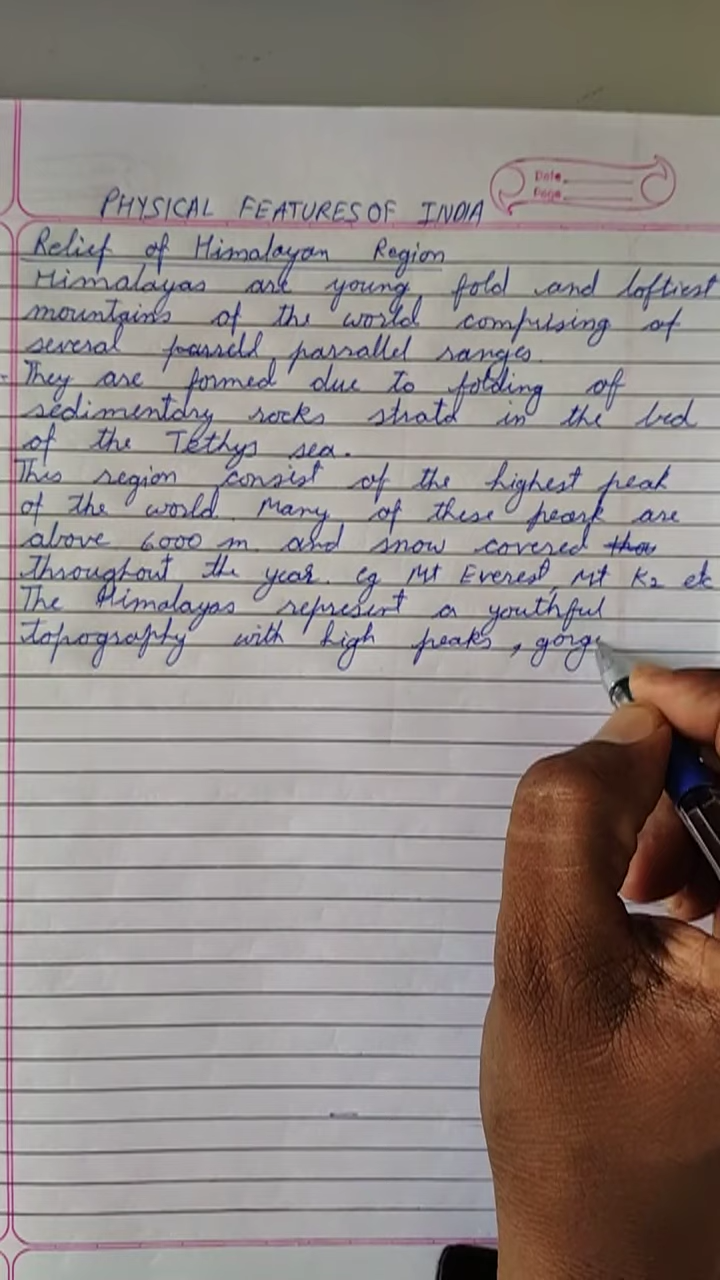 Date
Page
PHYSICAL FEATURES OF INDIA
Relief of Himalayan Region
Himalayas are young fold and loftiest
mountains of the world comprising of
several parrallel ranges.
- They are formed due to folding of
sedimentary rocks strata in the bed
of the Tethys sea.
This region consist of the highest peak
of the world. Many of these peark are
above 6000 m and snow covered
throughout the year. eg Mt Everest, Mt K2 etc
The Himalayas represent a youthful
topography with high peaks, gorge